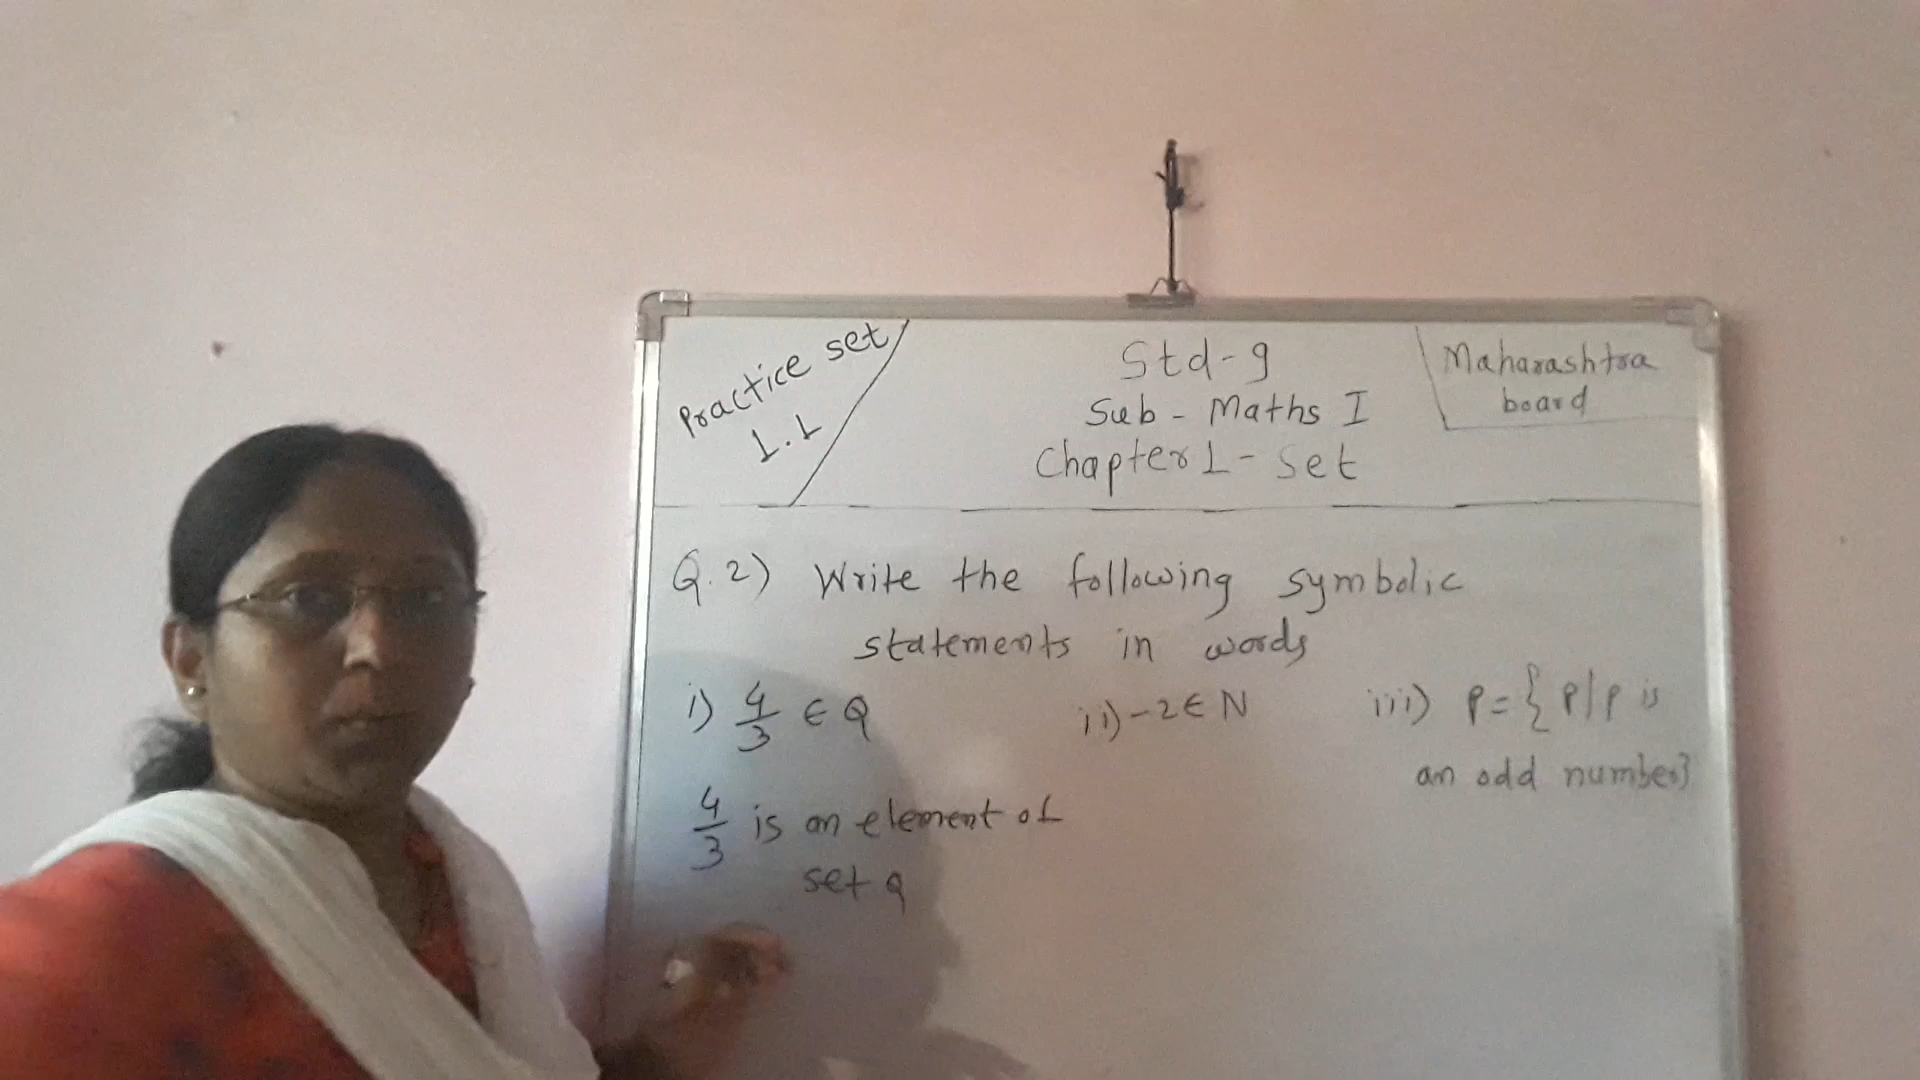 Practice set
1.1
Std-9
Sub - Maths I
Chapter 1 - Set
Maharashtra
board
Q.2) Write the following symbolic
statements in words
i) 4/3 ∈ Q
ii) -2 ∈ N
iii) P = { P / P is
an odd number}
4/3 is an element of
set Q